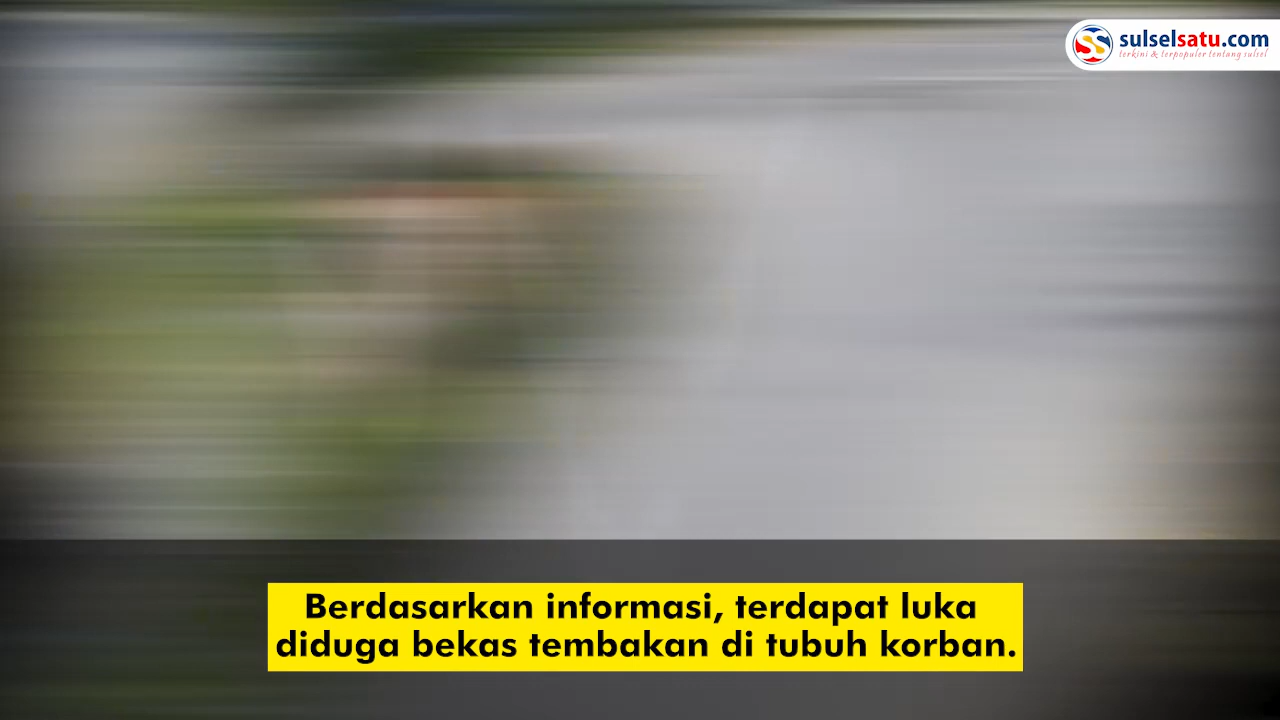 sulselsatu.com
terkini & terpopuler tentang sulsel
Berdasarkan informasi, terdapat luka
diduga bekas tembakan di tubuh korban.